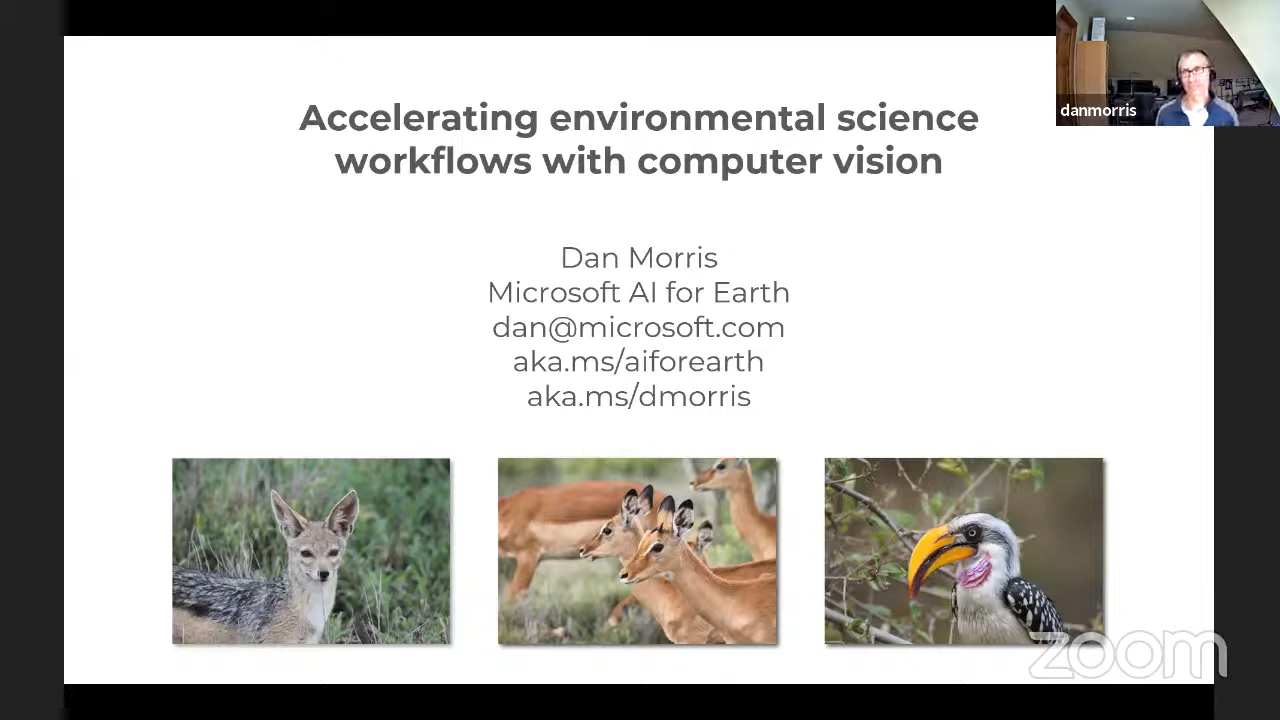 danmorris
Accelerating environmental science
workflows with computer vision
Dan Morris
Microsoft AI for Earth
dan@microsoft.com
aka.ms/aiforearth
aka.ms/dmorris
zoom